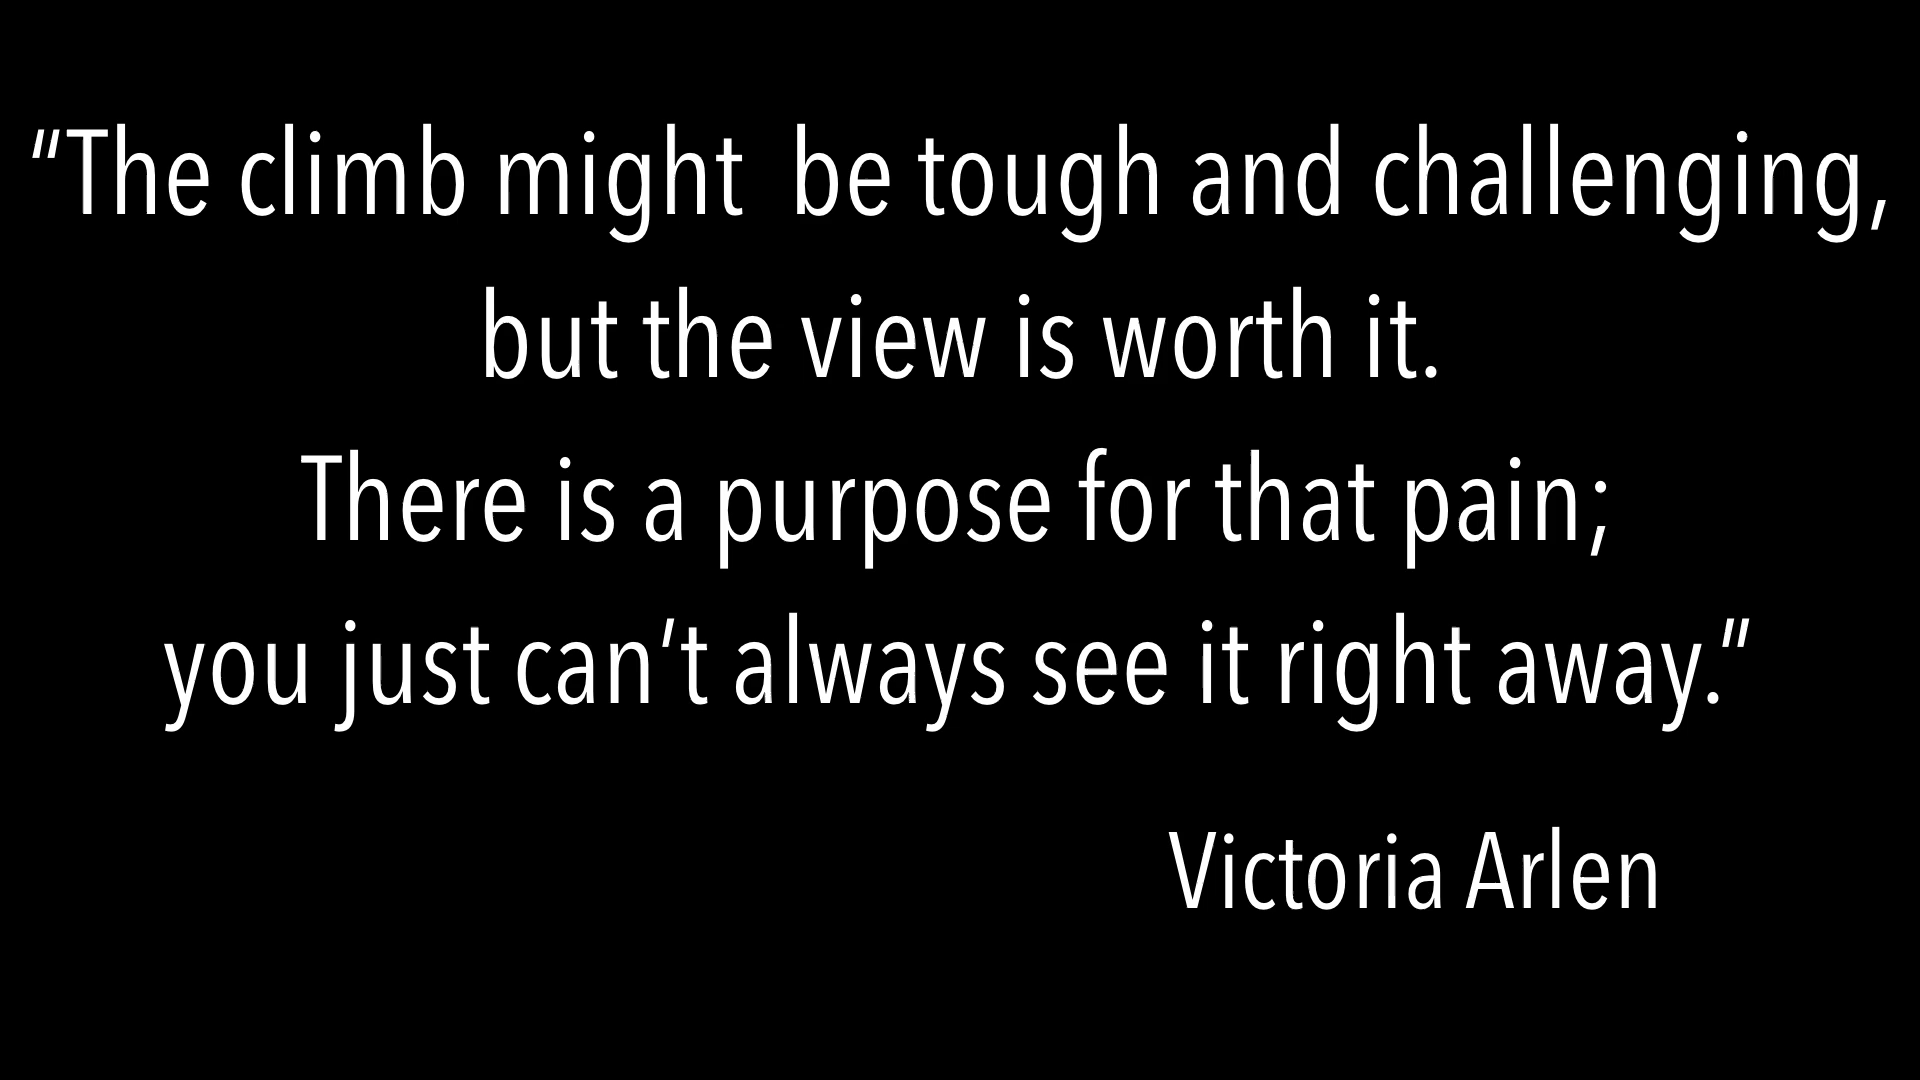 “The climb might  be tough and challenging,
but the view is worth it.
There is a purpose for that pain;
you just can’t always see it right away.”
Victoria Arlen